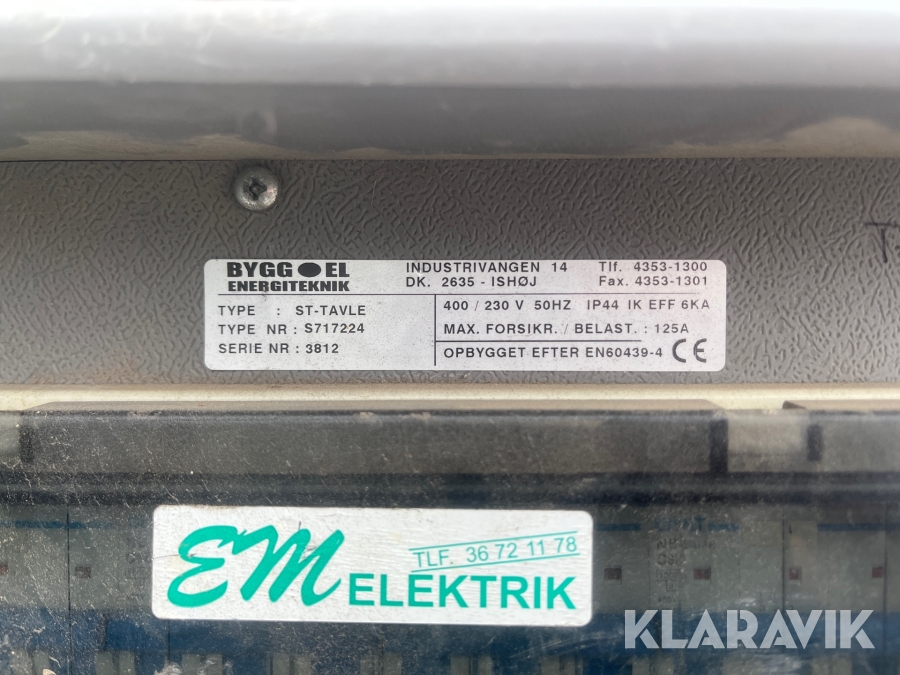 BYGG EL
ENERGITEKNIK
INDUSTRIVANGEN 14
DK. 2635 - ISHØJ
Tlf. 4353-1300
Fax. 4353-1301
TYPE : ST-TAVLE
TYPE NR : S717224
SERIE NR : 3812
400 / 230 V 50HZ IP44 IK EFF 6KA
MAX. FORSIKR. / BELAST. : 125A
OPBYGGET EFTER EN60439-4 CE
TLF. 36 72 11 78
EM ELEKTRIK
KLARAVIK